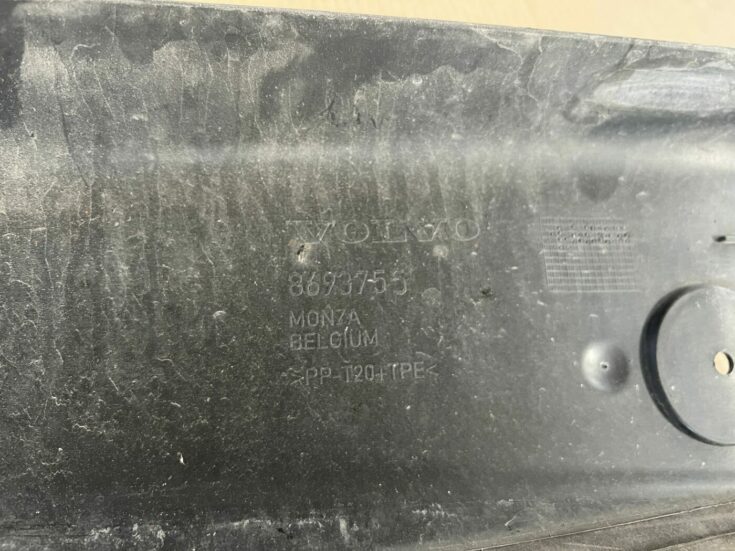 VOLVO
8693755
MONZA
BELGIUM
>PP-T20+TPE<